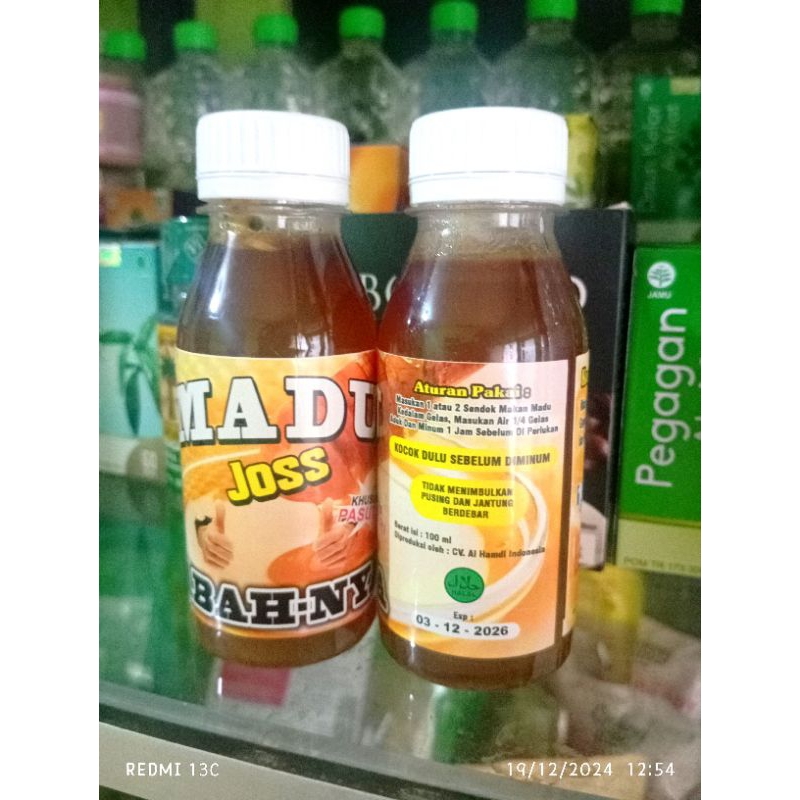 MADU
Joss
KHUSUS
PASU
BAH-NYA
Aturan Pakai
Masukan 1 atau 2 Sendok Makan Madu
Kedalam Gelas, Masukan Air 1/4 Gelas
Aduk Dan Minum 1 Jam Sebelum Di Perlukan
KOCOK DULU SEBELUM DIMINUM
TIDAK MENIMBULKAN
PUSING DAN JANTUNG
BERDEBAR
Berat isi : 100 ml
Diproduksi oleh : CV. Al Hamdi Indonesia
حلال
HALAL
Exp :
03 - 12 - 2026
JAMU
Pegagan
POM TR
REDMI 13C
19/12/2024 12:54